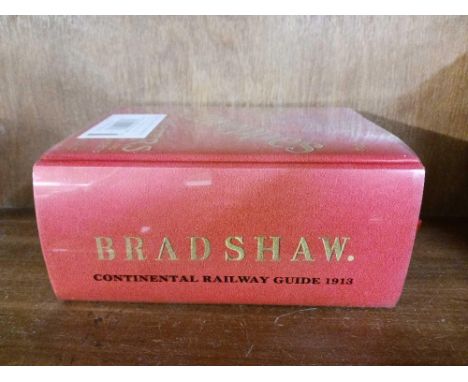 BRADSHAW.
CONTINENTAL RAILWAY GUIDE 1913